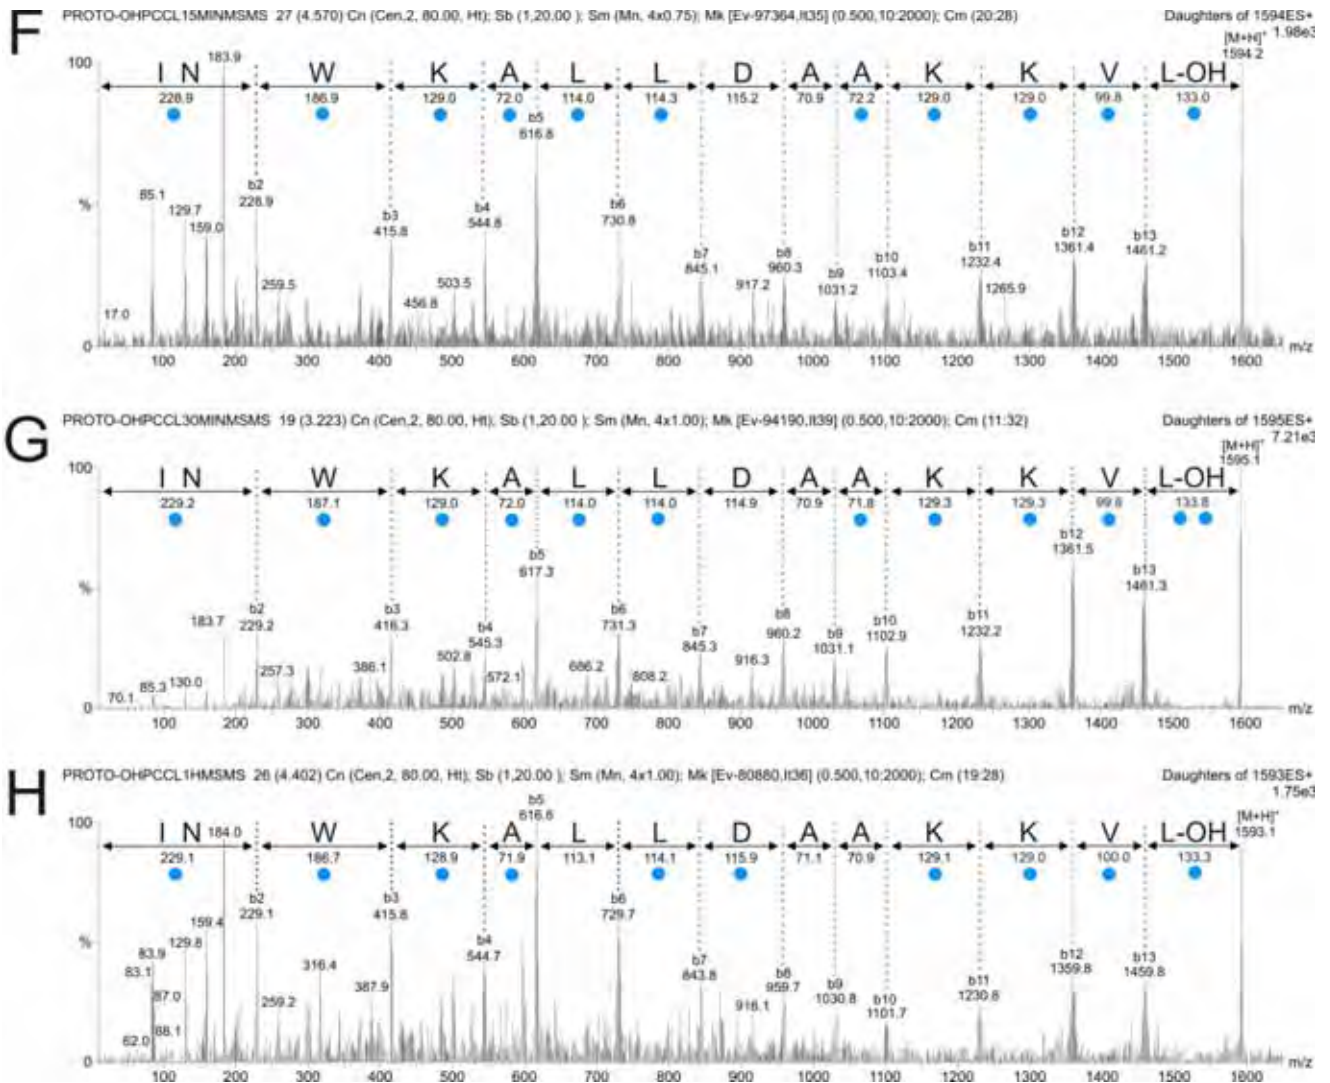 F
PROTO-OHPCCL15MINMSMS 27 (4.570) Cn (Cen,2, 80.00, Ht); Sb (1,20.00 ); Sm (Mn, 4x0.75); Mk [Ev-97364,It35] (0.500,10:2000); Cm (20:28)
Daughters of 1594ES+
1.98e3
[M+H]⁺
1594.2
100
183.9
I N W K A L L D A A K K V L-OH
228.9 186.9 129.0 72.0 114.0 114.3 115.2 70.9 72.2 129.0 129.0 99.8 133.0
b5
616.8
b2
228.9
85.1
129.7
159.0
%
b3
415.8
b4
544.8
b6
730.8
b7
845.1
b8
960.3
b9
1031.2
b10
1103.4
b11
1232.4
b12
1361.4
b13
1461.2
259.5
456.8
503.5
917.2
1265.9
17.0
0
100 200 300 400 500 600 700 800 900 1000 1100 1200 1300 1400 1500 1600 m/z
G
PROTO-OHPCCL30MINMSMS 19 (3.223) Cn (Cen,2, 80.00, Ht); Sb (1,20.00 ); Sm (Mn, 4x1.00); Mk [Ev-94190,It39] (0.500,10:2000); Cm (11:32)
Daughters of 1595ES+
7.21e3
[M+H]⁺
1595.1
100
I N W K A L L D A A K K V L-OH
229.2 187.1 129.0 72.0 114.0 114.0 114.9 70.9 71.8 129.3 129.3 99.8 133.8
b12
1361.5
b5
617.3
b13
1461.3
%
183.7
b2
229.2
b3
416.3
b4
545.3
b6
731.3
b7
845.3
b8
960.2
b9
1031.1
b10
1102.9
b11
1232.2
70.1
85.3
130.0
257.3
386.1
502.8
572.1
686.2
808.2
916.3
0
100 200 300 400 500 600 700 800 900 1000 1100 1200 1300 1400 1500 1600 m/z
H
PROTO-OHPCCL1HMSMS 26 (4.402) Cn (Cen,2, 80.00, Ht); Sb (1,20.00 ); Sm (Mn, 4x1.00); Mk [Ev-80880,It36] (0.500,10:2000); Cm (19:28)
Daughters of 1593ES+
1.75e3
[M+H]⁺
1593.1
b5
616.6
100
184.0
I N W K A L L D A A K K V L-OH
229.1 186.7 128.9 71.9 113.1 114.1 115.9 71.1 70.9 129.1 129.0 100.0 133.3
b2
229.1
b3
415.8
b6
729.7
159.4
129.8
%
b4
544.7
b7
843.8
b8
959.7
b9
1030.8
b10
1101.7
b11
1230.8
b12
1359.8
b13
1459.8
83.9
83.1
87.0
68.1
62.0
259.2
316.4
387.9
916.1
0
100 200 300 400 500 600 700 800 900 1000 1100 1200 1300 1400 1500 1600 m/z